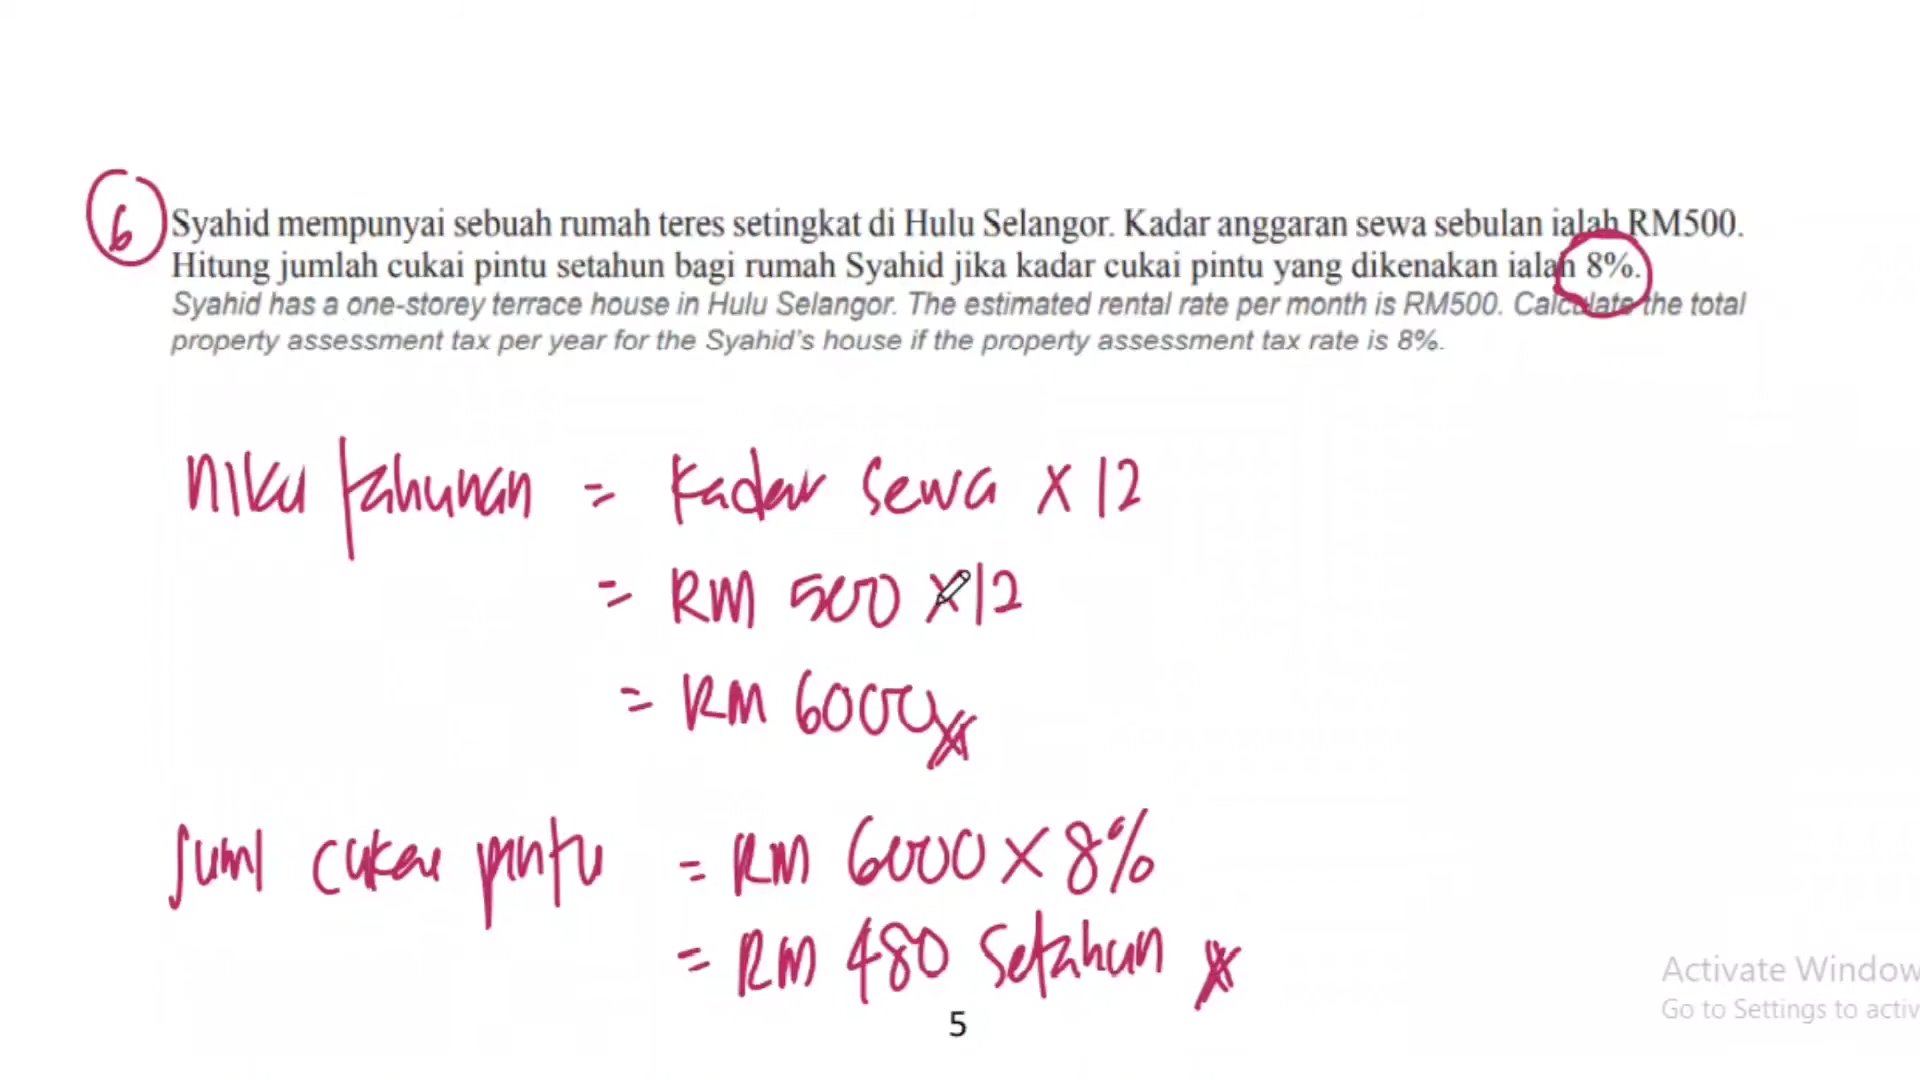 6
Syahid mempunyai sebuah rumah teres setingkat di Hulu Selangor. Kadar anggaran sewa sebulan ialah RM500.
Hitung jumlah cukai pintu setahun bagi rumah Syahid jika kadar cukai pintu yang dikenakan ialah 8%.
Syahid has a one-storey terrace house in Hulu Selangor. The estimated rental rate per month is RM500. Calculate the total
property assessment tax per year for the Syahid's house if the property assessment tax rate is 8%.
nilai tahunan = Kadar sewa x 12
= RM 500 x 12
= RM 6000
Juml cukai pintu = RM 6000 x 8%
= RM 480 setahun
5
Activate Window
Go to Settings to activ